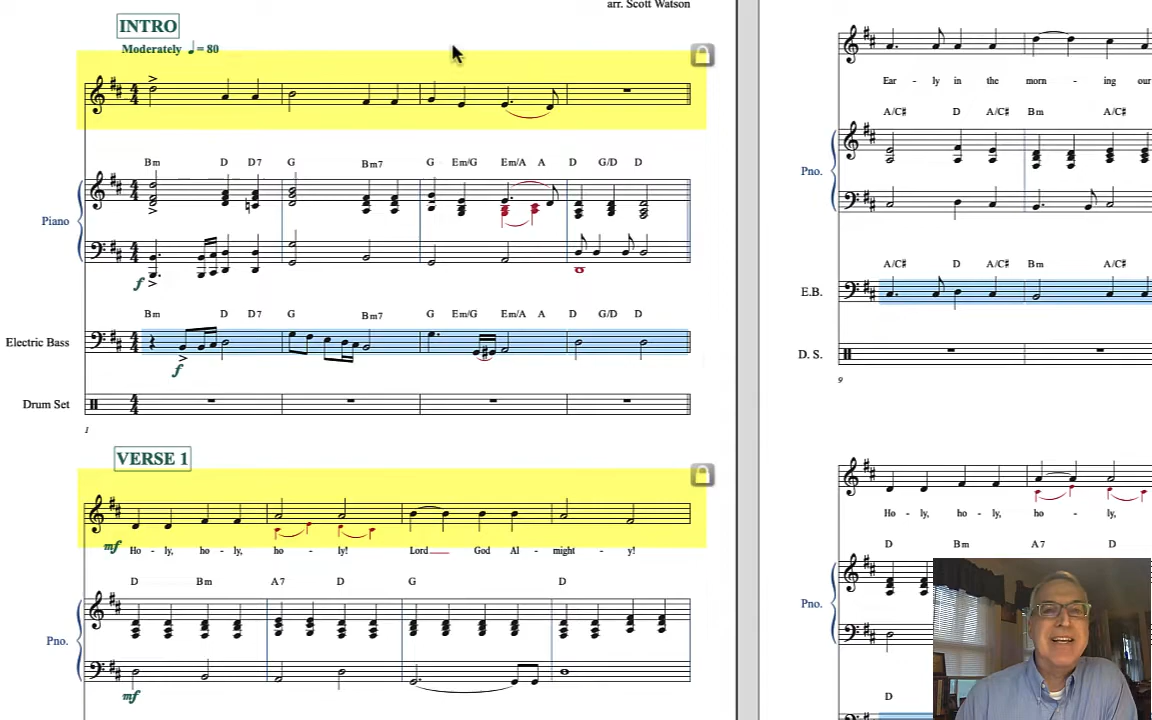 arr. Scott Watson
INTRO
Moderately ♩ = 80
Bm D D7 G Bm7 G Em/G Em/A A D G/D D
Piano
f
Bm D D7 G Bm7 G Em/G Em/A A D G/D D
Electric Bass
f
Drum Set
1
VERSE 1
mf Ho - ly, ho - ly, ho - ly! Lord God Al - might - y!
D Bm A7 D G D
Pno.
mf
Ear - ly in the morn - ing our
A/C♯ D A/C♯ Bm
Pno.
A/C♯ D A/C♯ Bm A/C♯
E.B.
D. S.
9
Ho - ly, ho - ly, ho - ly,
D Bm A7 D
Pno.
D